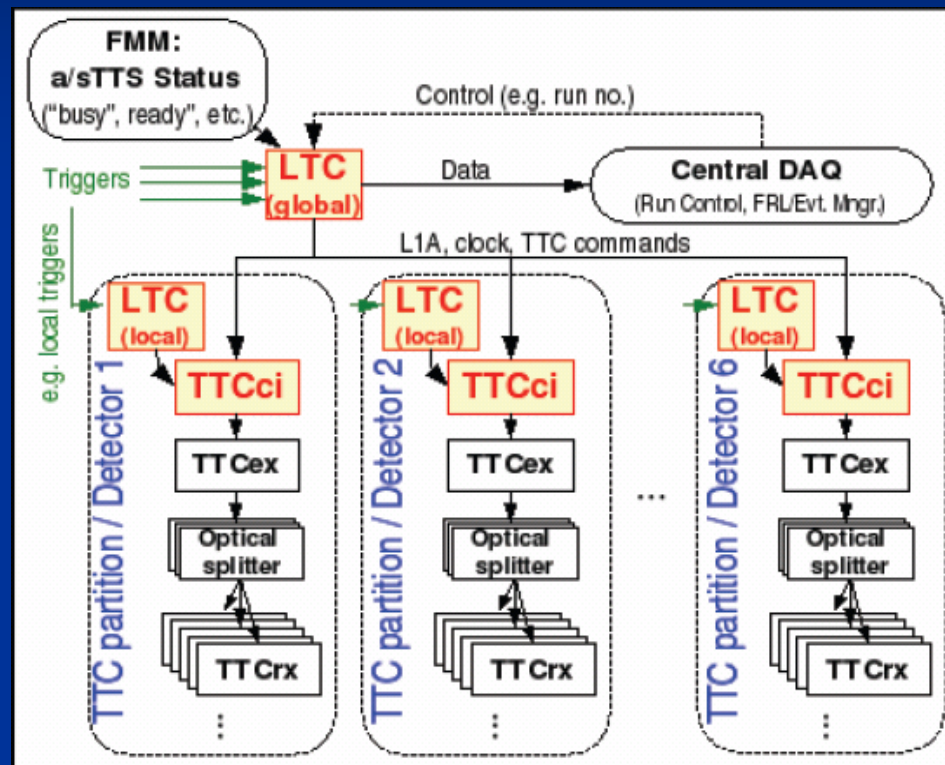 FMM:
a/sTTS Status
("busy", ready", etc.)
Control (e.g. run no.)
Triggers
LTC
(global)
Data
Central DAQ
(Run Control, FRL/Evt. Mngr.)
L1A, clock, TTC commands
e.g. local triggers
TTC partition / Detector 1
LTC
(local)
TTCci
TTCex
Optical
splitter
TTCrx
...
TTC partition / Detector 2
LTC
(local)
TTCci
TTCex
Optical
splitter
TTCrx
...
...
TTC partition / Detector 6
LTC
(local)
TTCci
TTCex
Optical
splitter
TTCrx
...